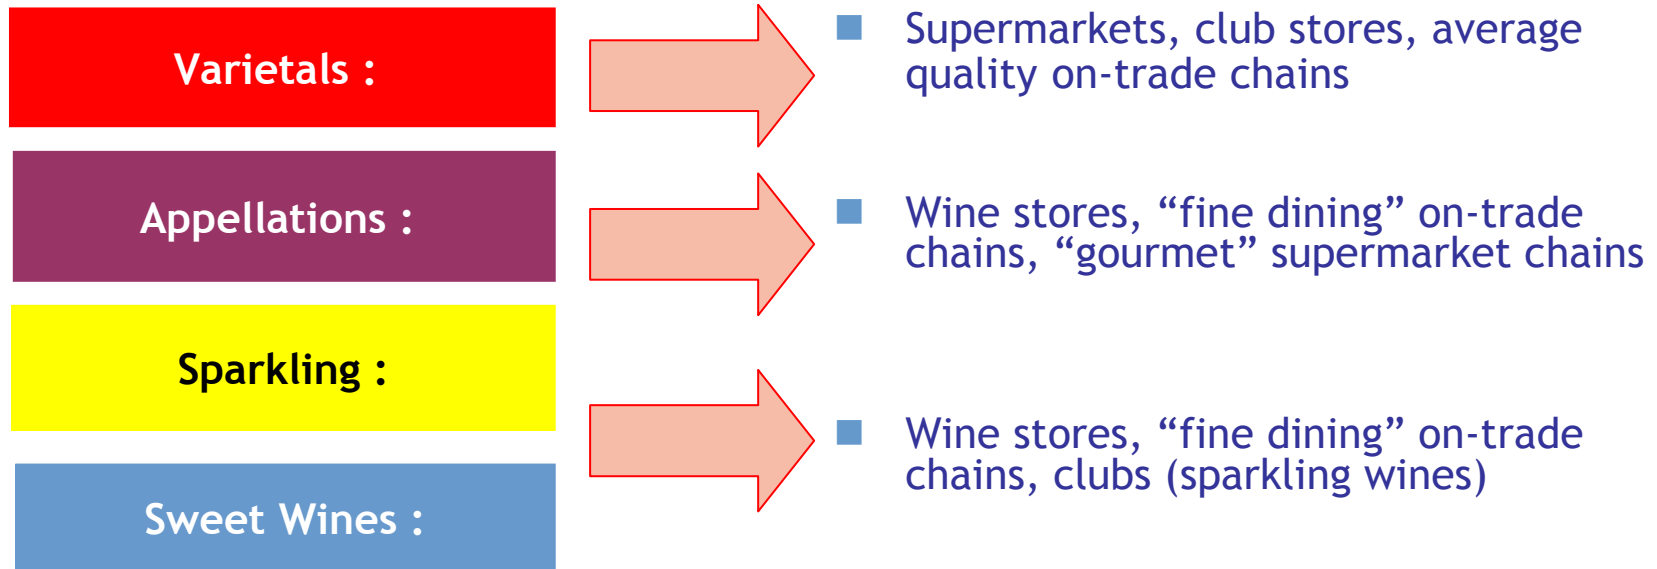 Varietals :
Supermarkets, club stores, average
quality on-trade chains
Appellations :
Wine stores, “fine dining” on-trade
chains, “gourmet” supermarket chains
Sparkling :
Sweet Wines :
Wine stores, “fine dining” on-trade
chains, clubs (sparkling wines)